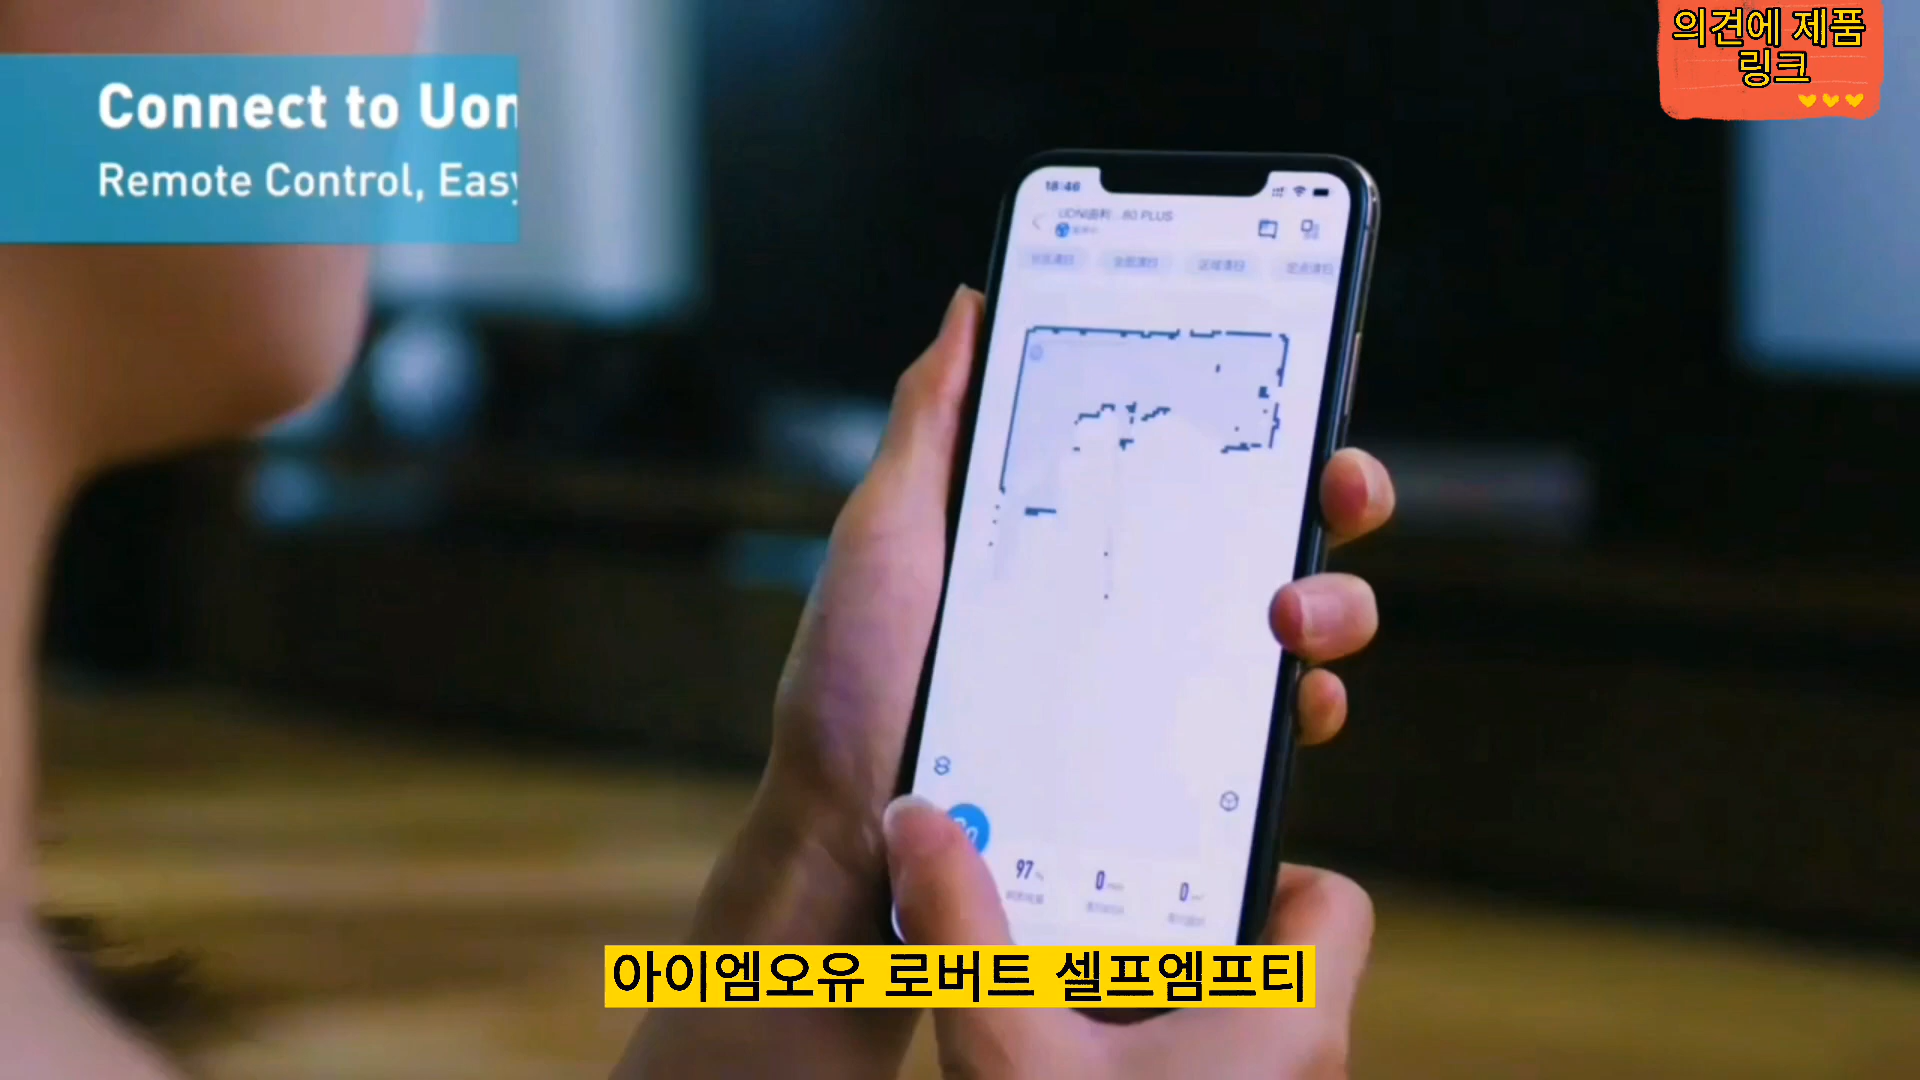 Connect to Uon
Remote Control, Easy
의견에 제품
링크
18:46
80 PLUS
97
0
0
아이엠오유 로버트 셀프엠프티